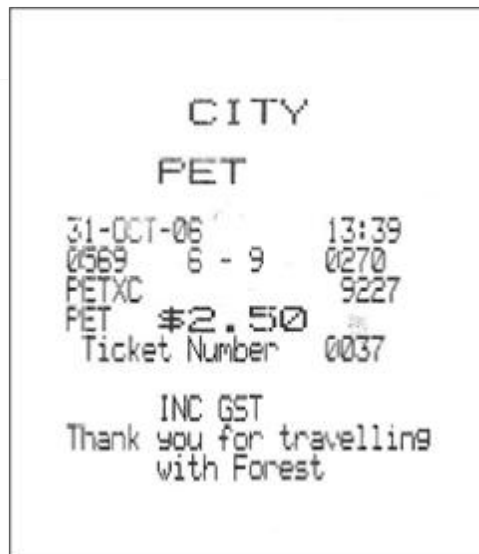 CITY
PET
31-OCT-06 13:39
0569 6 - 9 0270
PETXC 9227
PET $2.50
Ticket Number 0037
INC GST
Thank you for travelling
with Forest